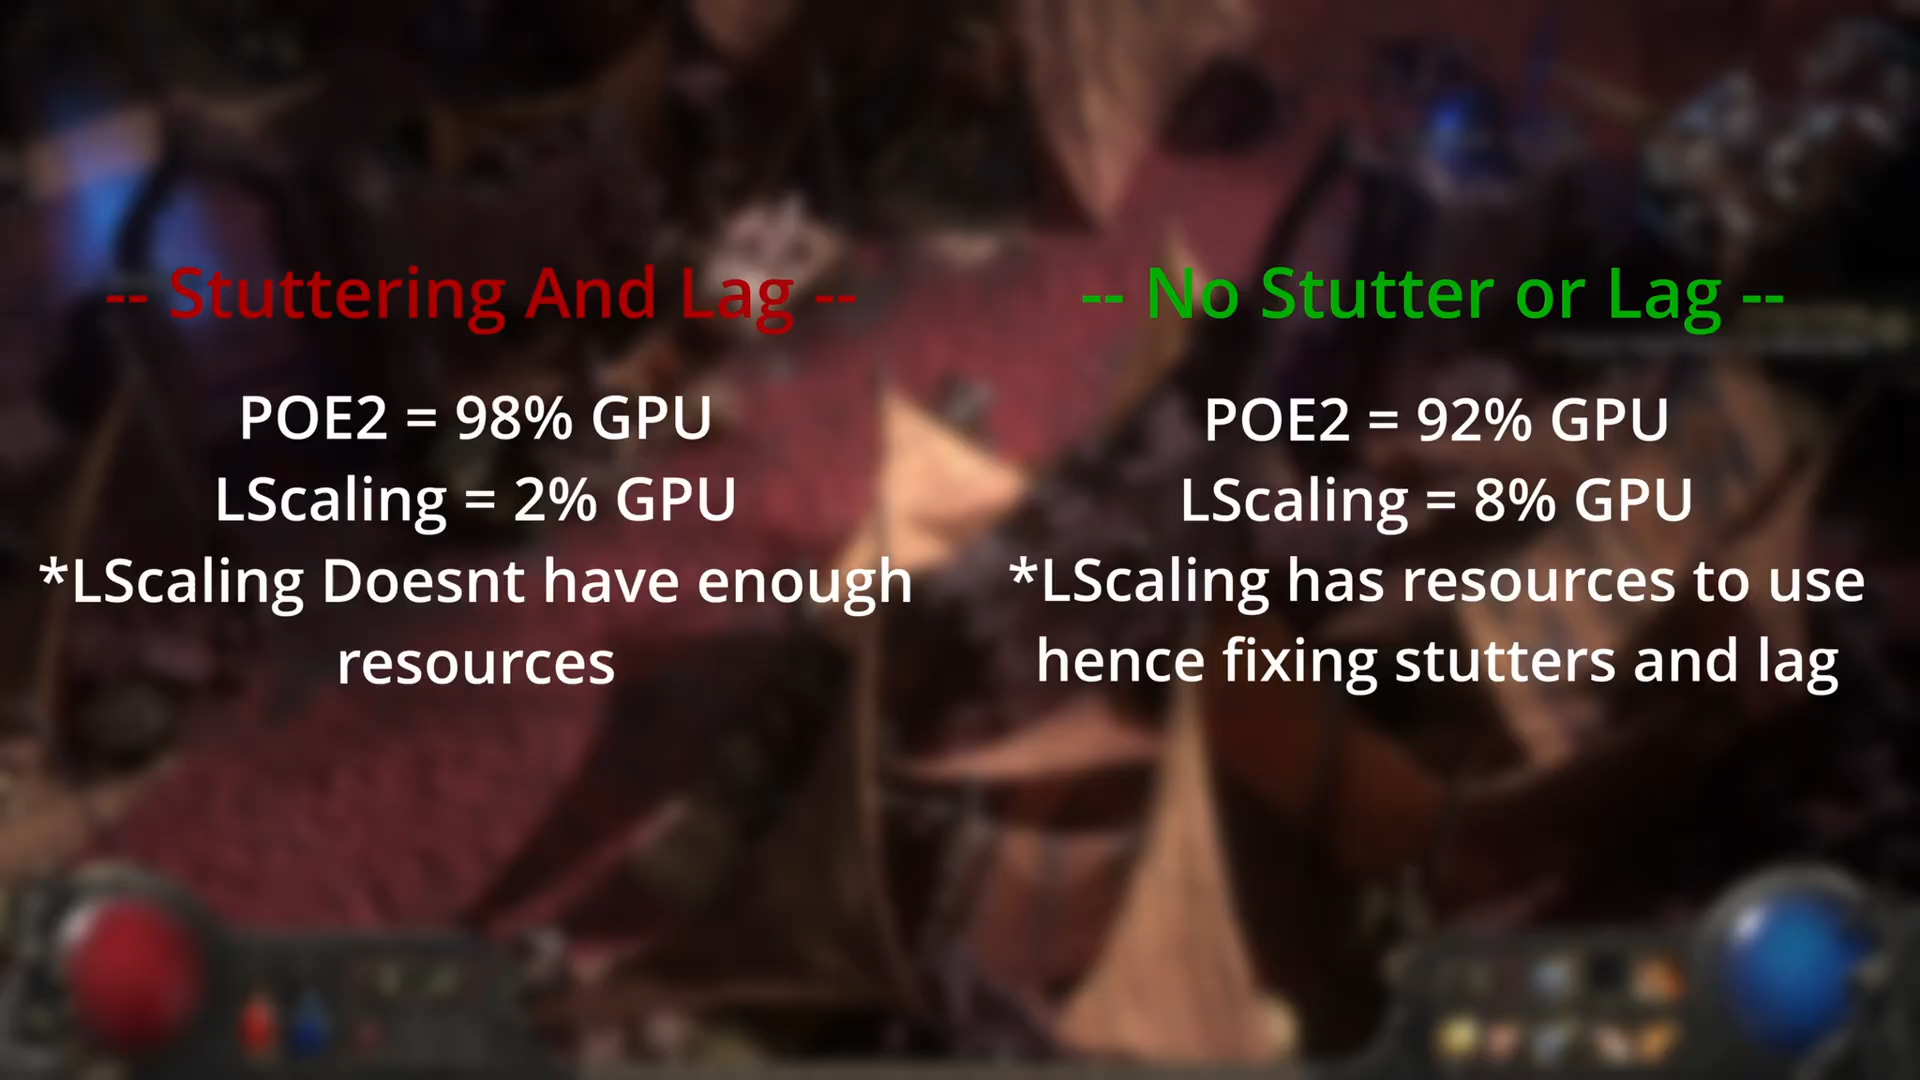 -- Stuttering And Lag --
POE2 = 98% GPU
LScaling = 2% GPU
*LScaling Doesnt have enough
resources
-- No Stutter or Lag --
POE2 = 92% GPU
LScaling = 8% GPU
*LScaling has resources to use
hence fixing stutters and lag